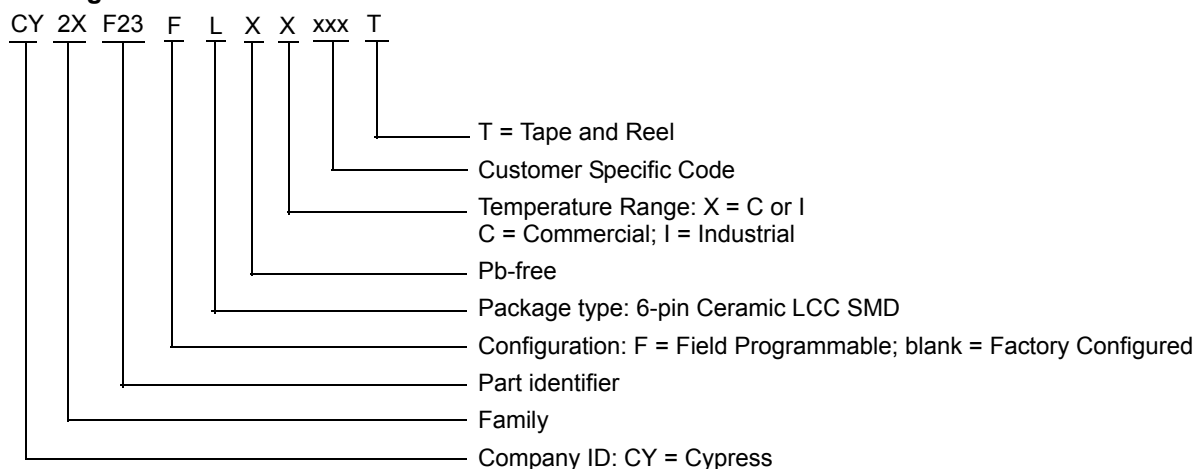 CY 2X F23 F L X X xxx T
T = Tape and Reel
Customer Specific Code
Temperature Range: X = C or I
C = Commercial; I = Industrial
Pb-free
Package type: 6-pin Ceramic LCC SMD
Configuration: F = Field Programmable; blank = Factory Configured
Part identifier
Family
Company ID: CY = Cypress